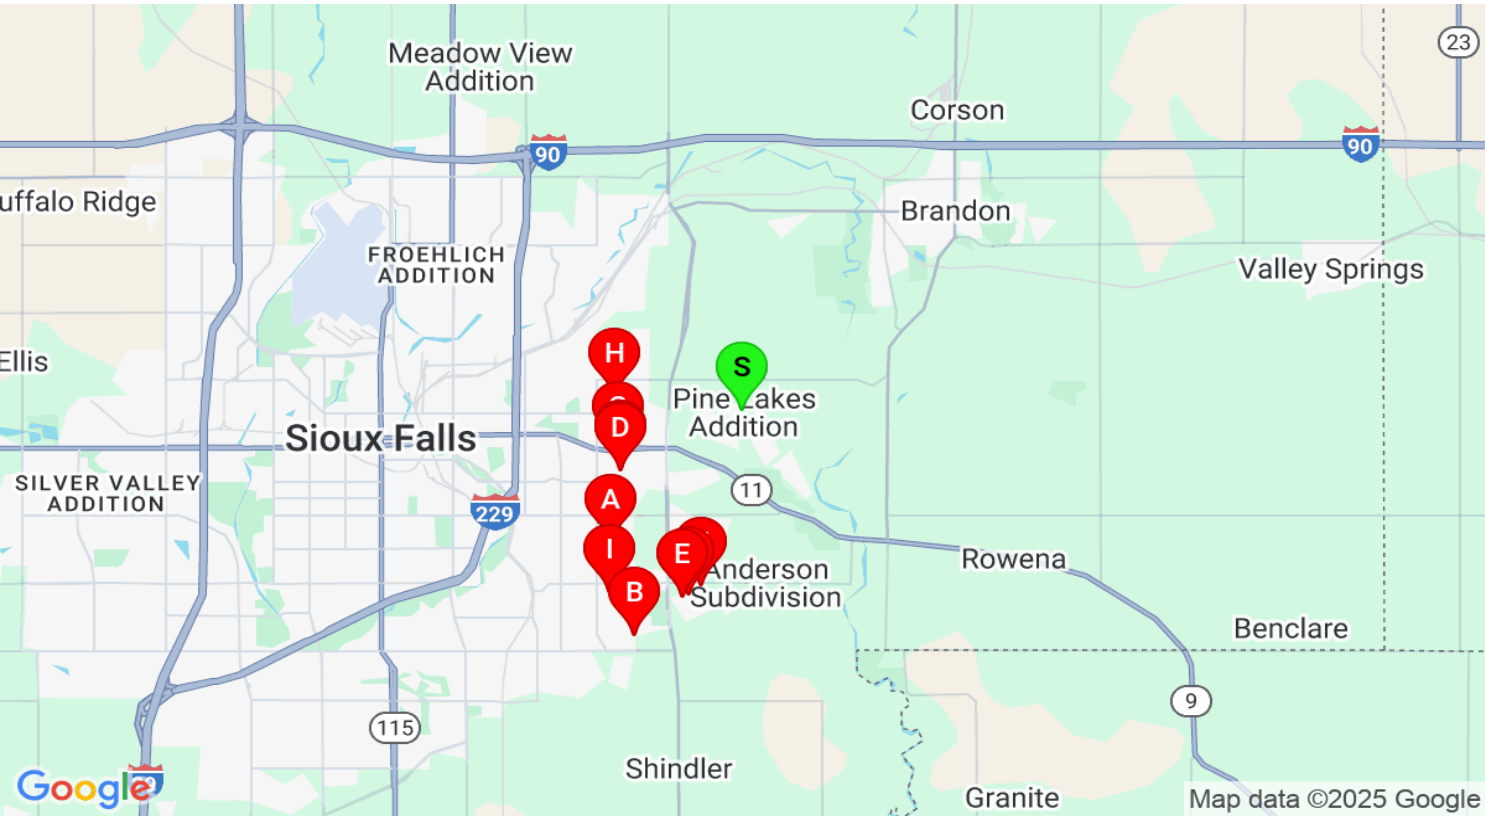 Meadow View
Addition
23
Corson
90
90
uffalo Ridge
Brandon
FROEHLICH
ADDITION
Valley Springs
H
Ellis
S
Pine Lakes
Addition
D
Sioux Falls
SILVER VALLEY
ADDITION
11
A
229
I
E
Rowena
Anderson
Subdivision
B
Benclare
9
115
Shindler
Google
Granite
Map data ©2025 Google